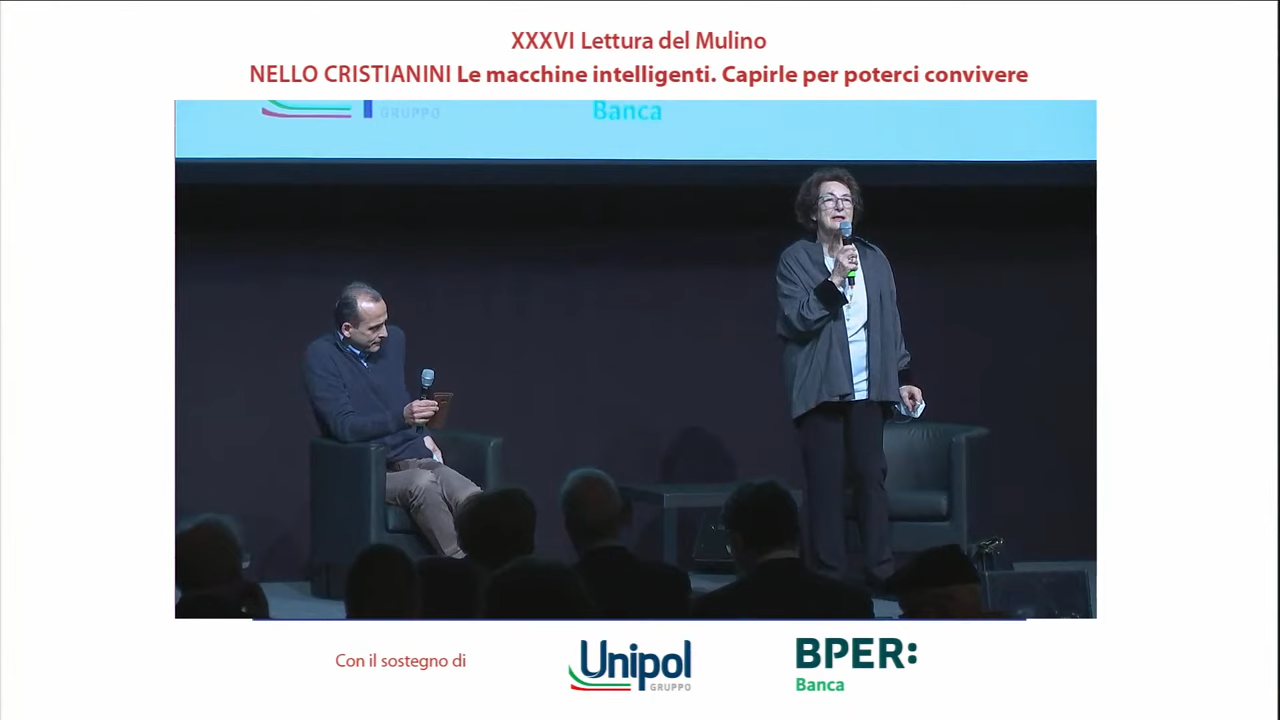 XXXVI Lettura del Mulino
NELLO CRISTIANINI Le macchine intelligenti. Capirle per poterci convivere
GRUPPO
Banca
Con il sostegno di
Unipol
GRUPPO
BPER:
Banca